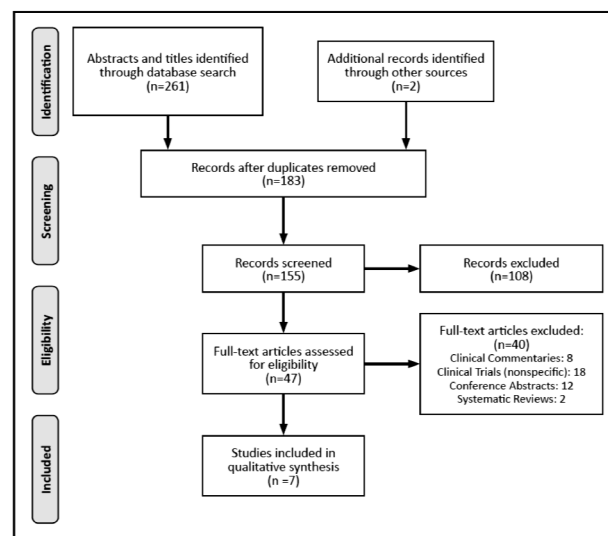 Identification
Abstracts and titles identified
through database search
(n=261)
Additional records identified
through other sources
(n=2)
Screening
Records after duplicates removed
(n=183)
Records screened
(n=155)
Records excluded
(n=108)
Eligibility
Full-text articles assessed
for eligibility
(n=47)
Full-text articles excluded:
(n=40)
Clinical Commentaries: 8
Clinical Trials (nonspecific): 18
Conference Abstracts: 12
Systematic Reviews: 2
Included
Studies included in
qualitative synthesis
(n =7)